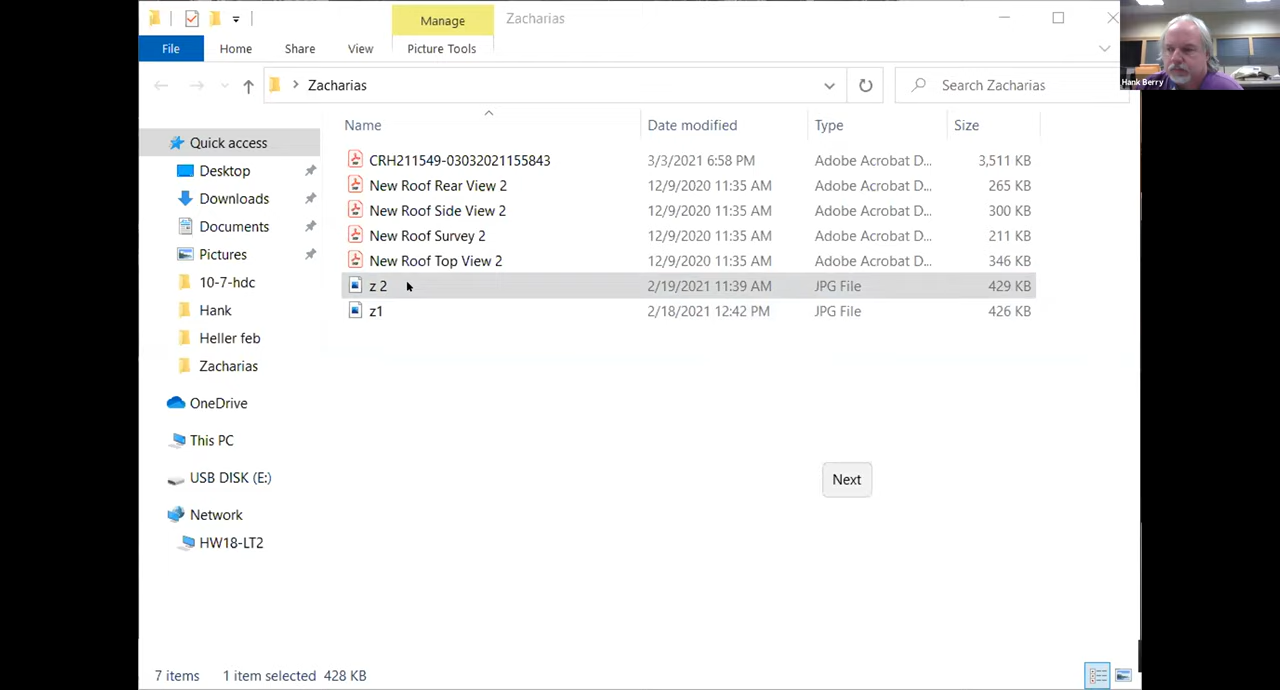 Manage Zacharias
File Home Share View Picture Tools
Zacharias Search Zacharias
Hank Berry
Name Date modified Type Size
Quick access
Desktop
Downloads
Documents
Pictures
10-7-hdc
Hank
Heller feb
Zacharias
OneDrive
This PC
USB DISK (E:)
Network
HW18-LT2
CRH211549-03032021155843 3/3/2021 6:58 PM Adobe Acrobat D... 3,511 KB
New Roof Rear View 2 12/9/2020 11:35 AM Adobe Acrobat D... 265 KB
New Roof Side View 2 12/9/2020 11:35 AM Adobe Acrobat D... 300 KB
New Roof Survey 2 12/9/2020 11:35 AM Adobe Acrobat D... 211 KB
New Roof Top View 2 12/9/2020 11:35 AM Adobe Acrobat D... 346 KB
z 2 2/19/2021 11:39 AM JPG File 429 KB
z1 2/18/2021 12:42 PM JPG File 426 KB
Next
7 items 1 item selected 428 KB